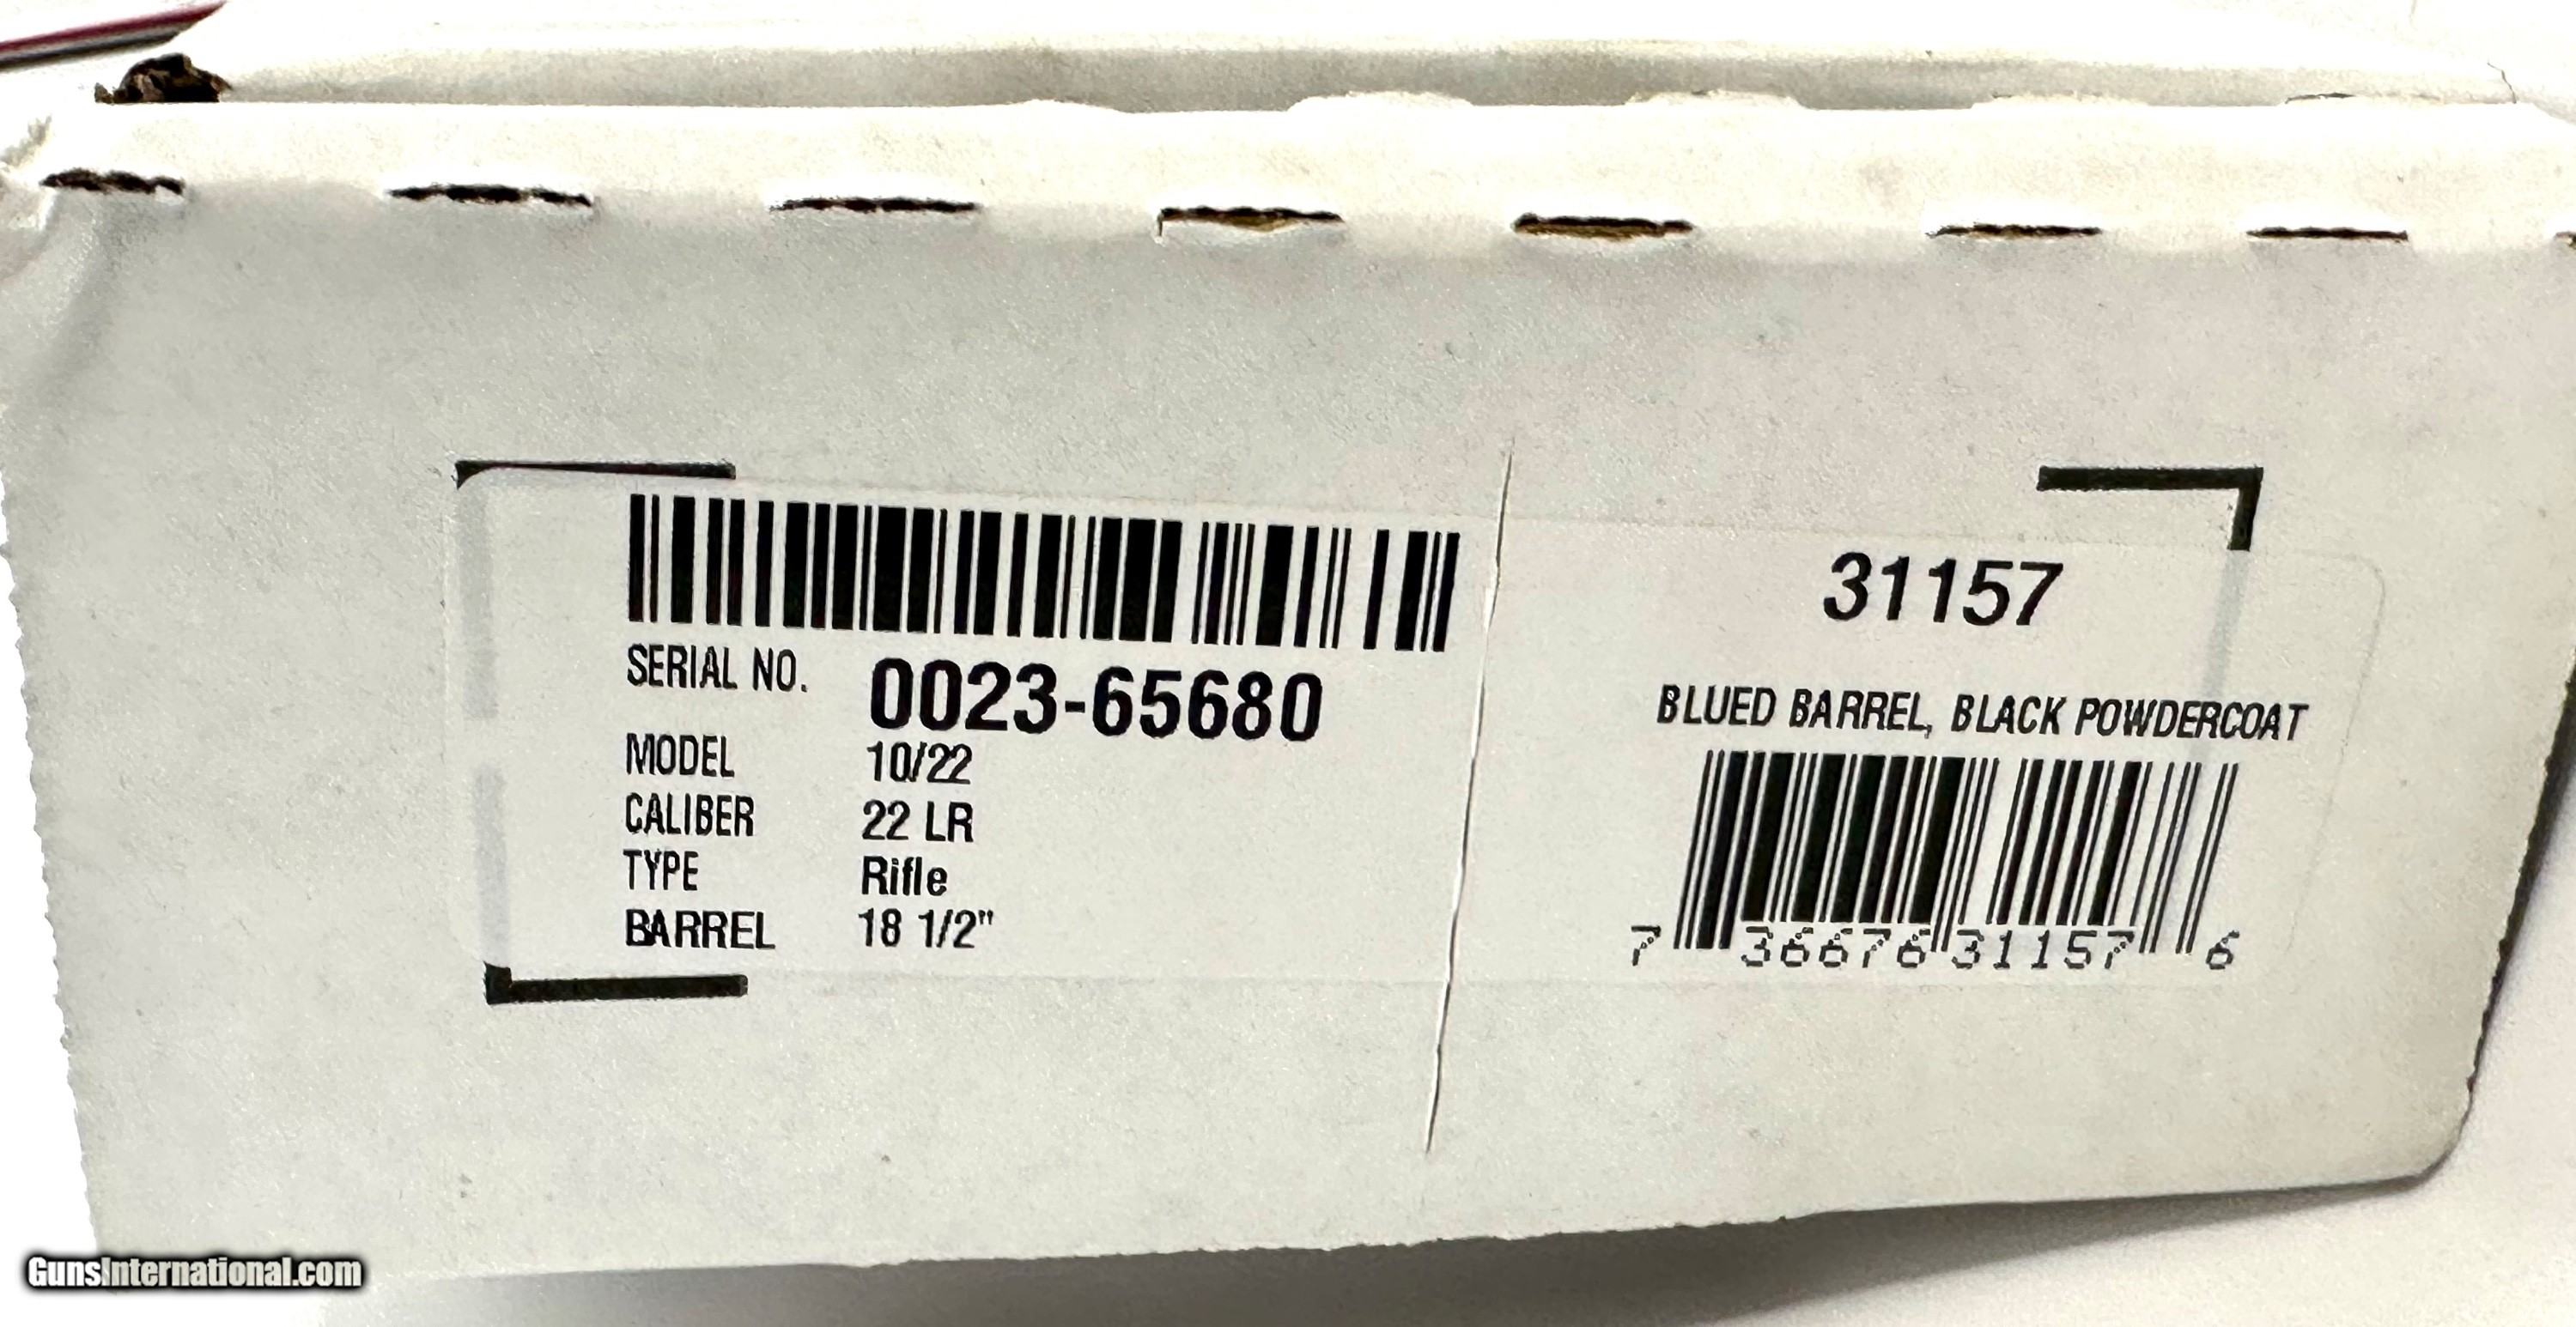 SERIAL NO. 0023-65680
MODEL 10/22
CALIBER 22 LR
TYPE Rifle
BARREL 18 1/2"
31157
BLUED BARREL, BLACK POWDERCOAT
7 36676 31157 6
GunsInternational.com